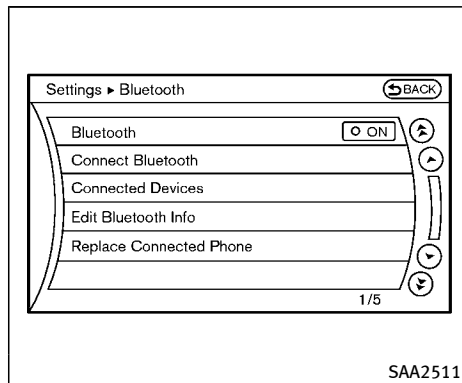 Settings ▸ Bluetooth BACK
Bluetooth ON
Connect Bluetooth
Connected Devices
Edit Bluetooth Info
Replace Connected Phone
1/5
SAA2511